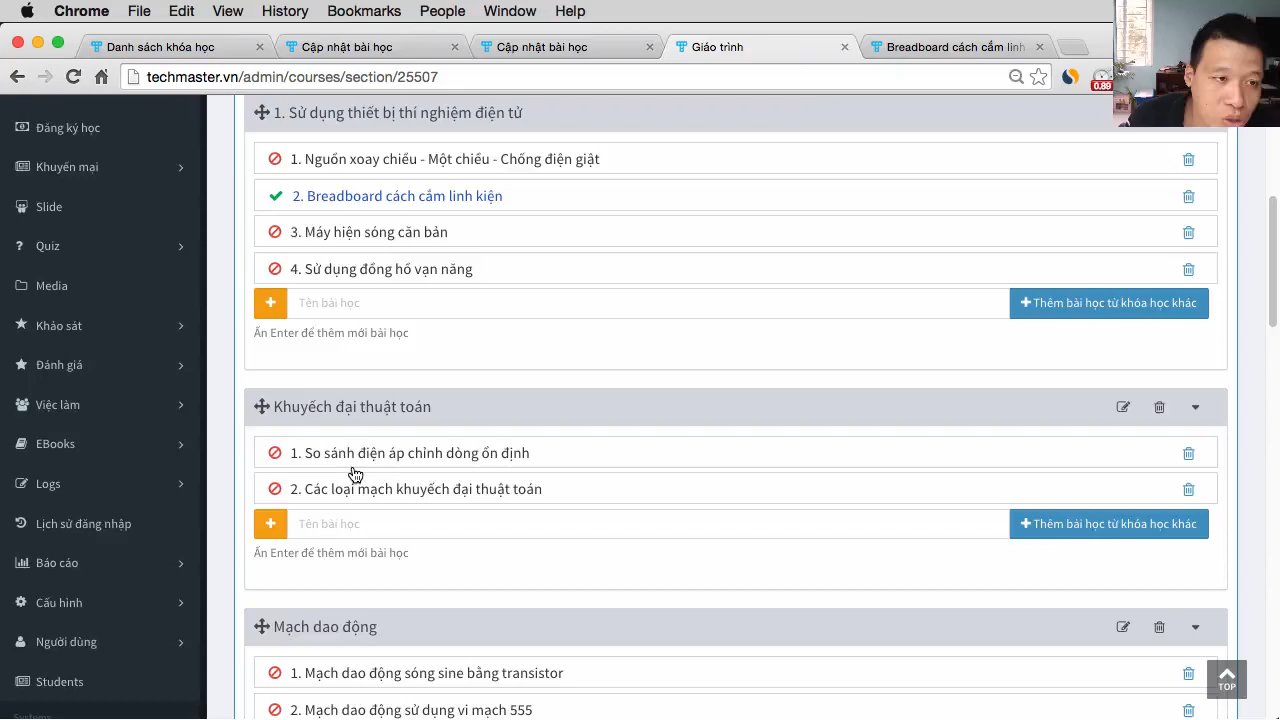 Chrome File Edit View History Bookmarks People Window Help
Danh sách khóa học
Cập nhật bài học
Cập nhật bài học
Giáo trình
Breadboard cách cắm linh
techmaster.vn/admin/courses/section/25507
0.89
Đăng ký học
Khuyến mại
Slide
Quiz
Media
Khảo sát
Đánh giá
Việc làm
EBooks
Logs
Lịch sử đăng nhập
Báo cáo
Cấu hình
Người dùng
Students
Systems
1. Sử dụng thiết bị thí nghiệm điện tử
1. Nguồn xoay chiều - Một chiều - Chống điện giật
2. Breadboard cách cắm linh kiện
3. Máy hiện sóng căn bản
4. Sử dụng đồng hồ vạn năng
Tên bài học
Thêm bài học từ khóa học khác
Ấn Enter để thêm mới bài học
Khuyếch đại thuật toán
1. So sánh điện áp chỉnh dòng ổn định
2. Các loại mạch khuyếch đại thuật toán
Tên bài học
Thêm bài học từ khóa học khác
Ấn Enter để thêm mới bài học
Mạch dao động
1. Mạch dao động sóng sine bằng transistor
2. Mạch dao động sử dụng vi mạch 555
TOP